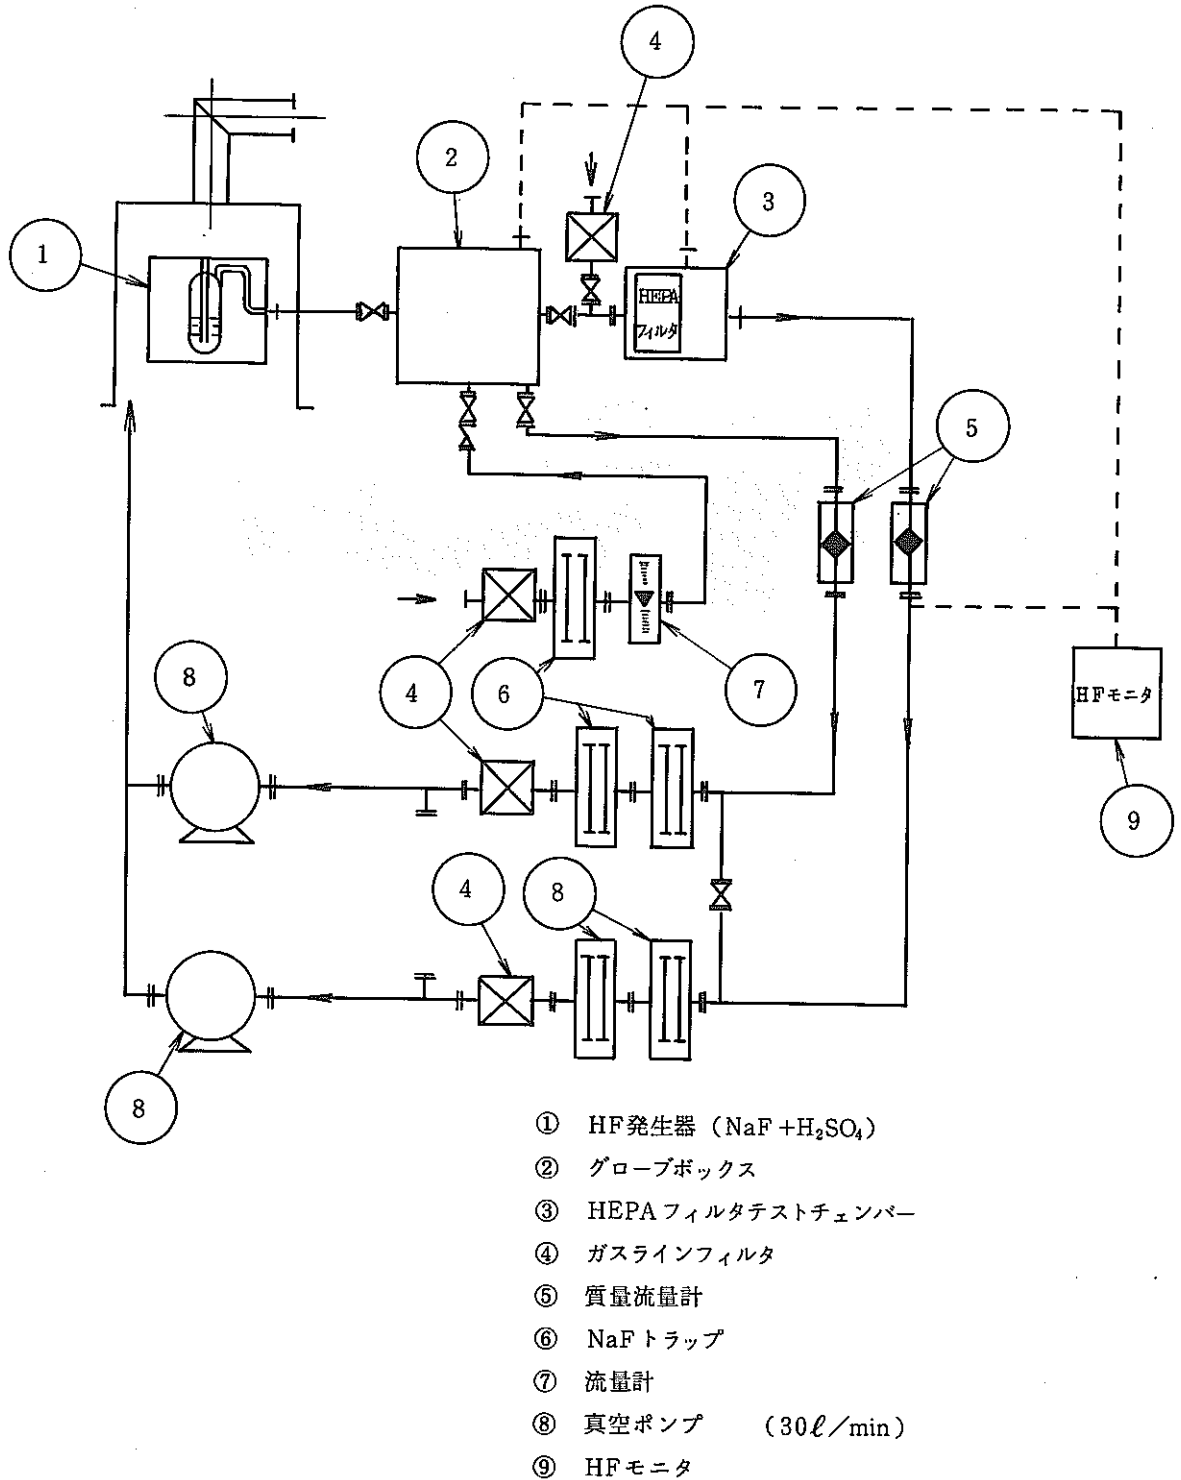 4
2
3
1
HEPA
フィルタ
5
4
6
7
8
HFモニタ
9
4
8
8
① HF発生器（NaF+H₂SO₄）
② グローブボックス
③ HEPAフィルタテストチェンバー
④ ガスラインフィルタ
⑤ 質量流量計
⑥ NaFトラップ
⑦ 流量計
⑧ 真空ポンプ （30ℓ/min）
⑨ HFモニタ